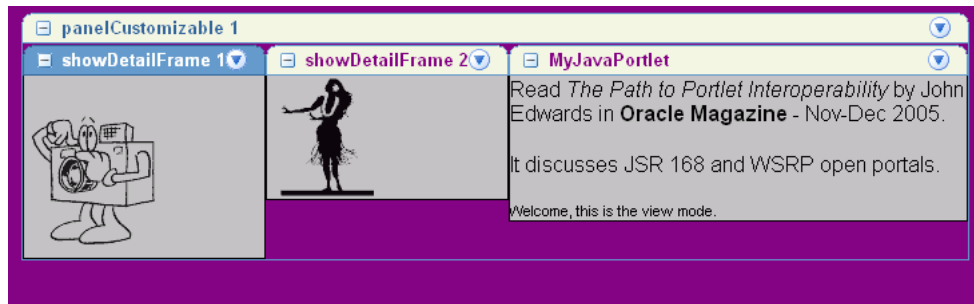 panelCustomizable 1
showDetailFrame 1
showDetailFrame 2
MyJavaPortlet
Read The Path to Portlet Interoperability by John
Edwards in Oracle Magazine - Nov-Dec 2005.
It discusses JSR 168 and WSRP open portals.
Welcome, this is the view mode.